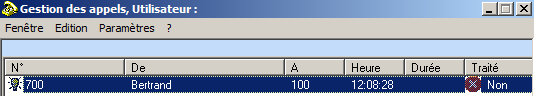 Gestion des appels, Utilisateur :
Fenêtre Edition Paramètres ?
N° De A Heure Durée Traité
700 Bertrand 100 12:08:28 Non